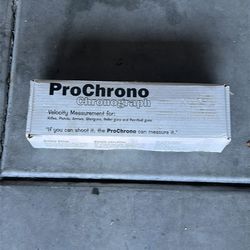 ProChrono
Chronograph
Velocity Measurement for:
Rifles, Pistols, Arrows, Shotguns, Pellet guns and Paintball guns
"If you can shoot it, the ProChrono can measure it."